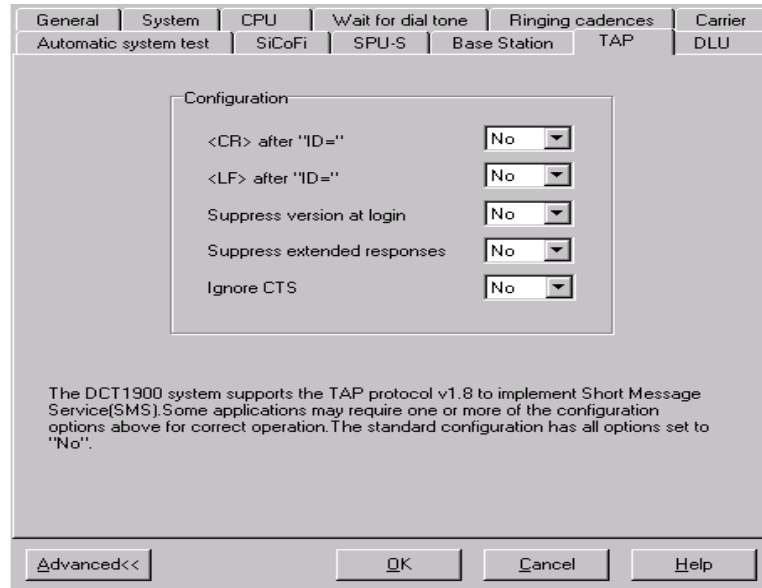 General System CPU Wait for dial tone Ringing cadences Carrier
Automatic system test SiCoFi SPU-S Base Station TAP DLU
Configuration
<CR> after "ID=" No
<LF> after "ID=" No
Suppress version at login No
Suppress extended responses No
Ignore CTS No
The DCT1900 system supports the TAP protocol v1.8 to implement Short Message
Service(SMS).Some applications may require one or more of the configuration
options above for correct operation.The standard configuration has all options set to
"No".
Advanced<< OK Cancel Help